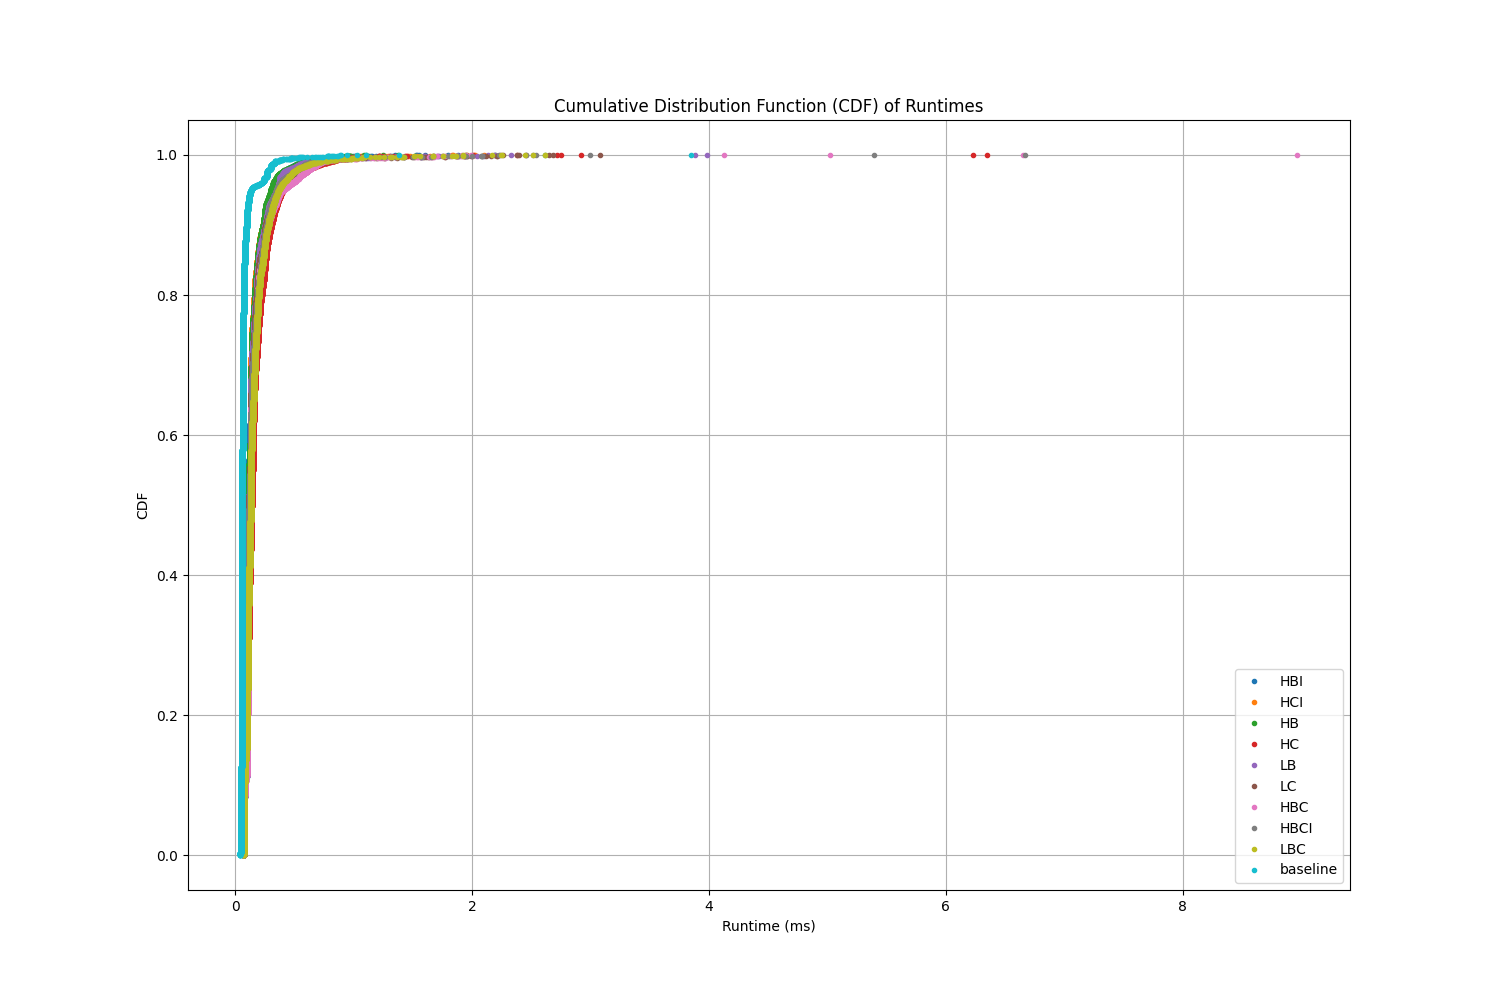 Cumulative Distribution Function (CDF) of Runtimes
1.0
0.8
0.6
0.4
0.2
0.0
CDF
0
2
4
6
8
Runtime (ms)
HBI
HCI
HB
HC
LB
LC
HBC
HBCI
LBC
baseline